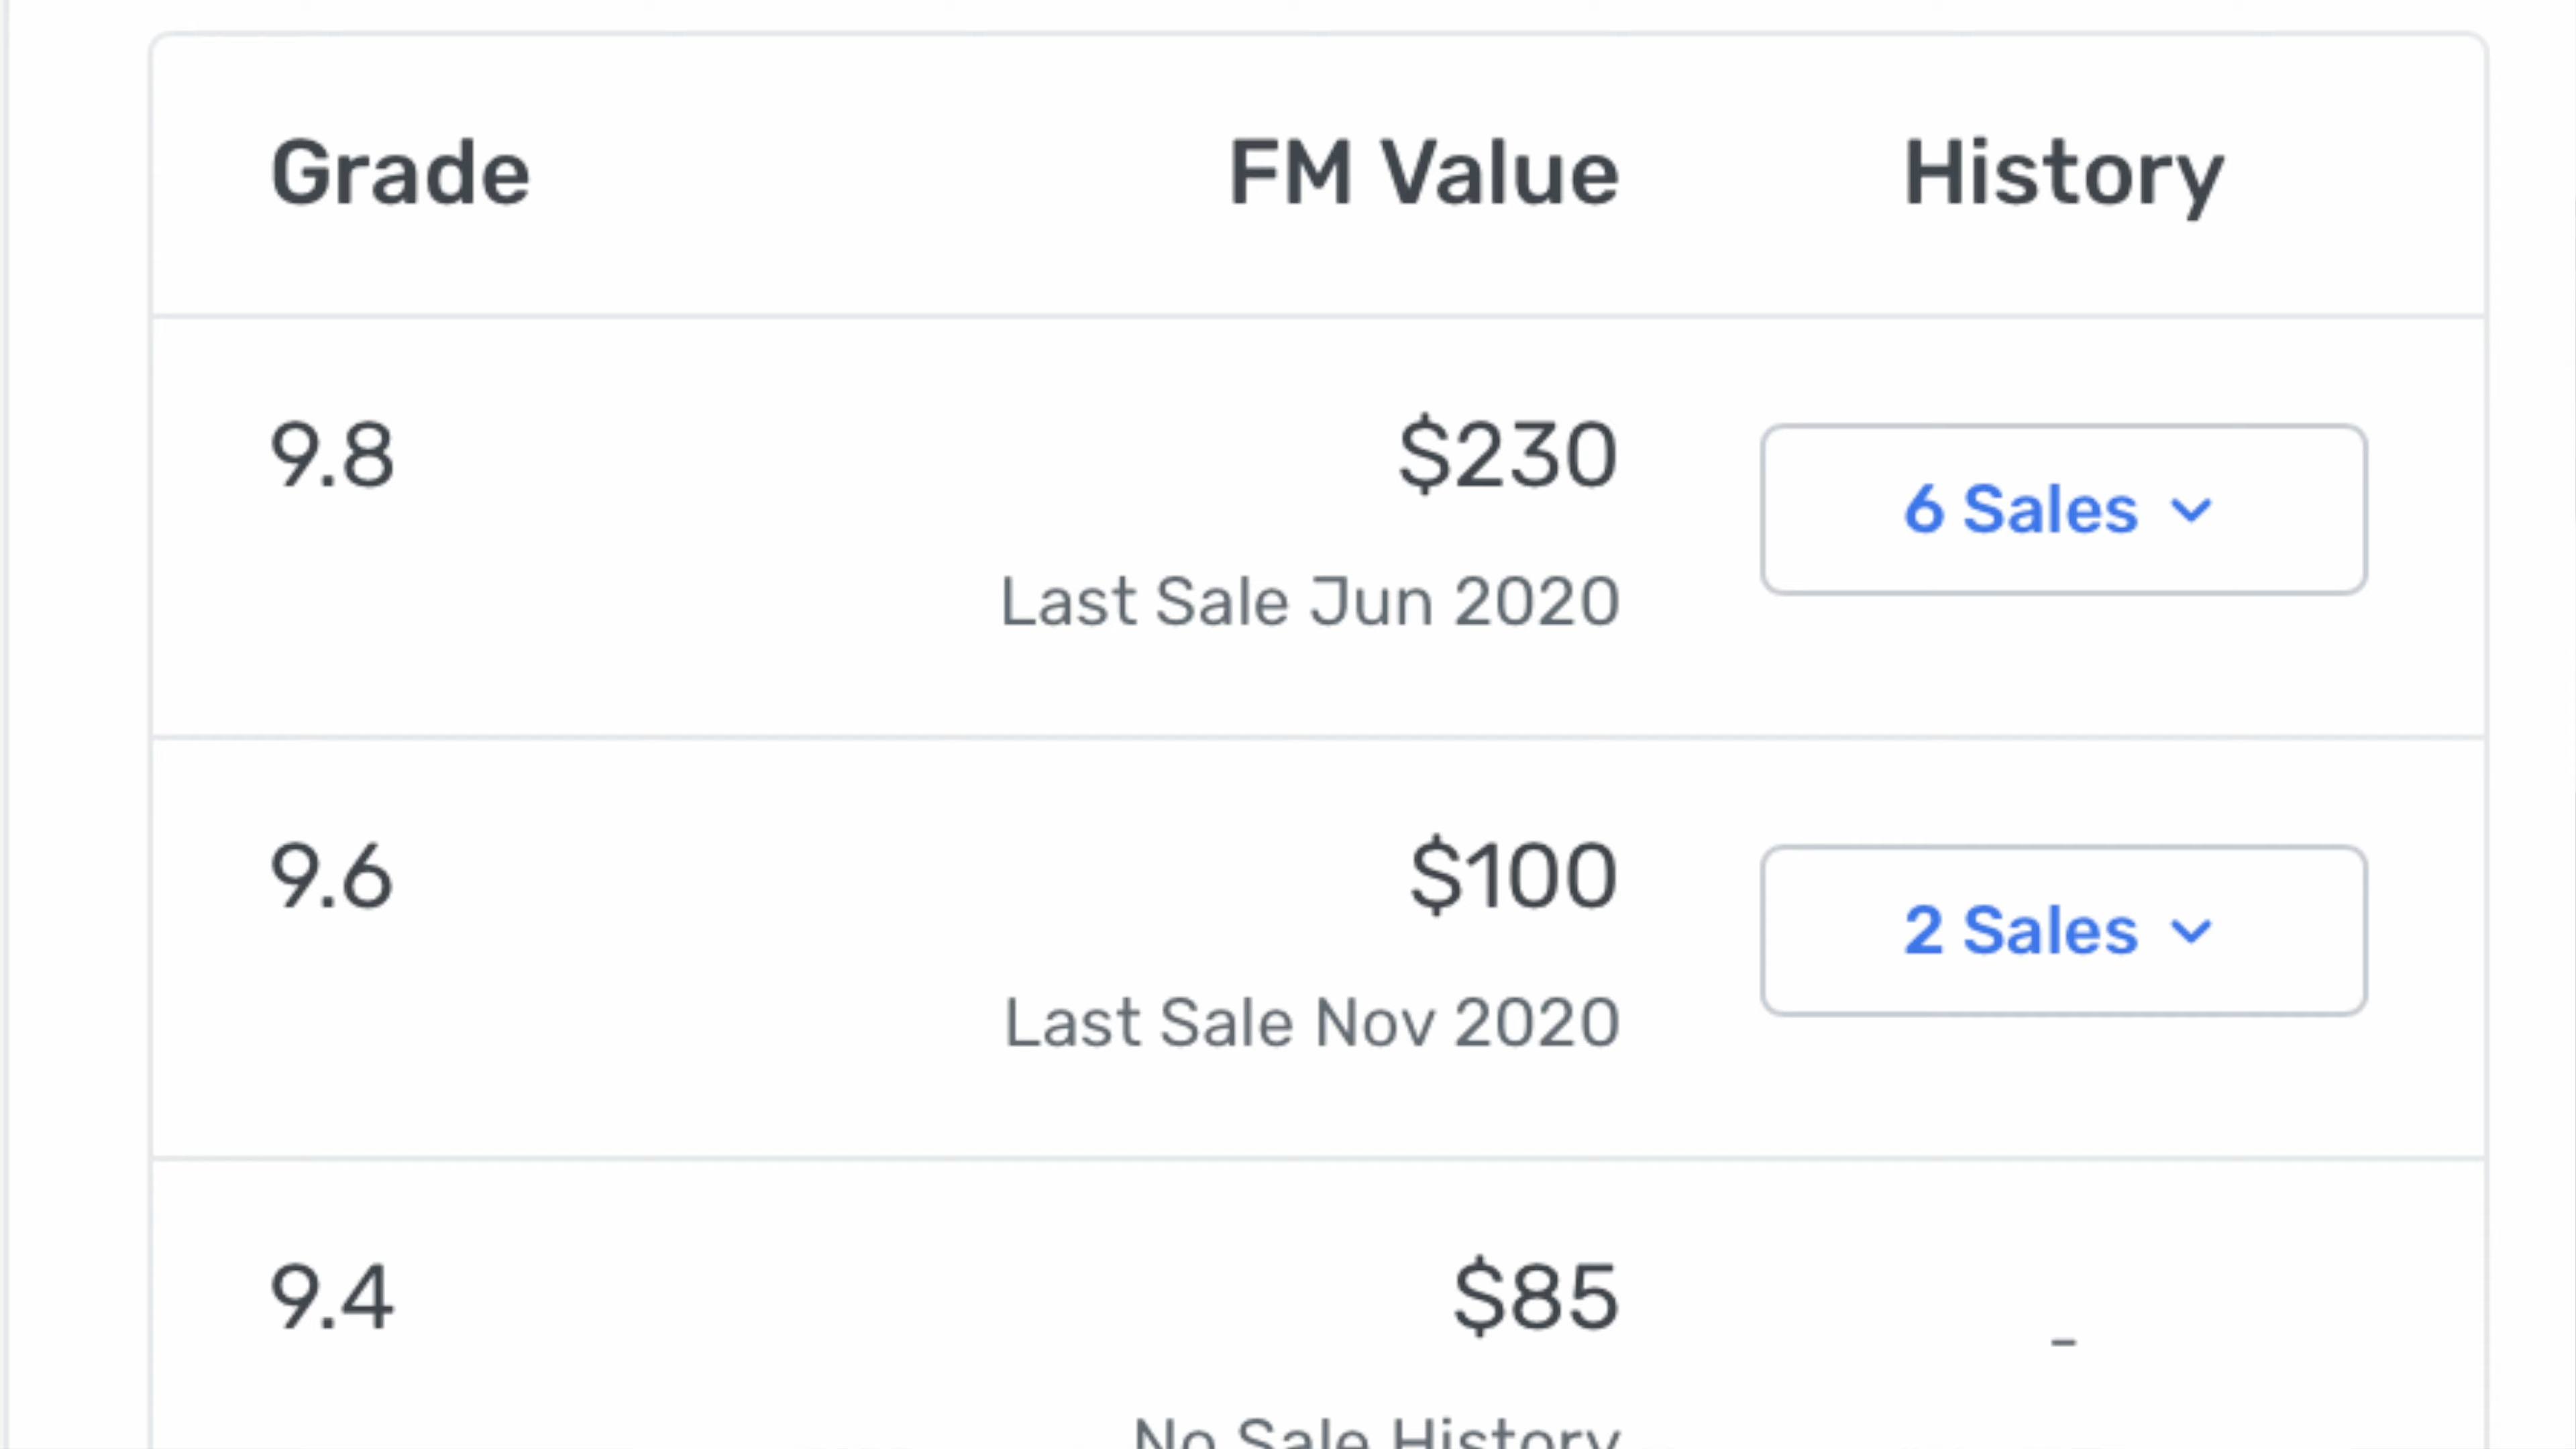 Grade FM Value History
9.8 $230 6 Sales
Last Sale Jun 2020
9.6 $100 2 Sales
Last Sale Nov 2020
9.4 $85 -
No Sale History